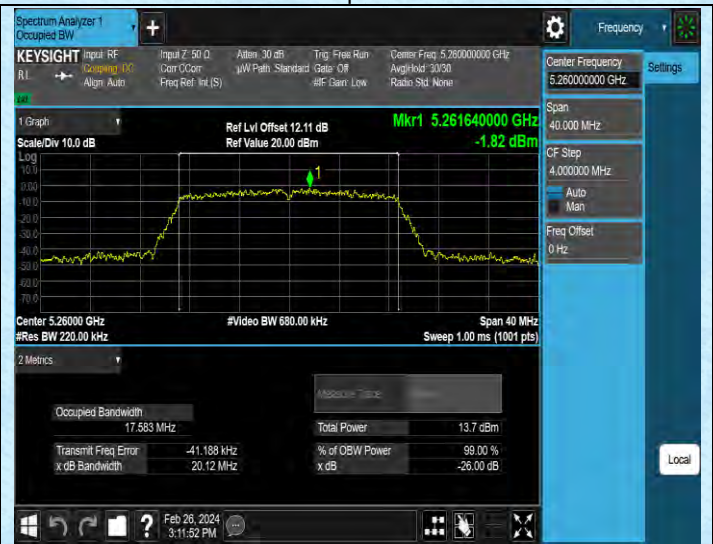 Spectrum Analyzer 1
Occupied BW
+
Frequency
KEYSIGHT Input: RF
Coupling: DC
Align: Auto
RL
Input Z: 50 Ω
Corr CCorr
Freq Ref: Int (S)
Atten: 30 dB
µW Path: Standard
Trig: Free Run
Gate: Off
#IF Gain: Low
Center Freq: 5.260000000 GHz
Avg|Hold: 30/30
Radio Std: None
Center Frequency
5.260000000 GHz
Settings
Span
40.000 MHz
CF Step
4.000000 MHz
Auto
Man
Freq Offset
0 Hz
1 Graph
Scale/Div 10.0 dB
Ref Lvl Offset 12.11 dB
Ref Value 20.00 dBm
Mkr1 5.261640000 GHz
-1.82 dBm
Log
10.0
0.00
-10.0
-20.0
-30.0
-40.0
-50.0
-60.0
-70.0
1
Center 5.26000 GHz
#Res BW 220.00 kHz
#Video BW 680.00 kHz
Span 40 MHz
Sweep 1.00 ms (1001 pts)
2 Metrics
Measure Trace
Occupied Bandwidth
17.583 MHz
Total Power 13.7 dBm
Transmit Freq Error -41.188 kHz
% of OBW Power 99.00 %
x dB Bandwidth 20.12 MHz
x dB -26.00 dB
Local
?
Feb 26, 2024
3:11:52 PM